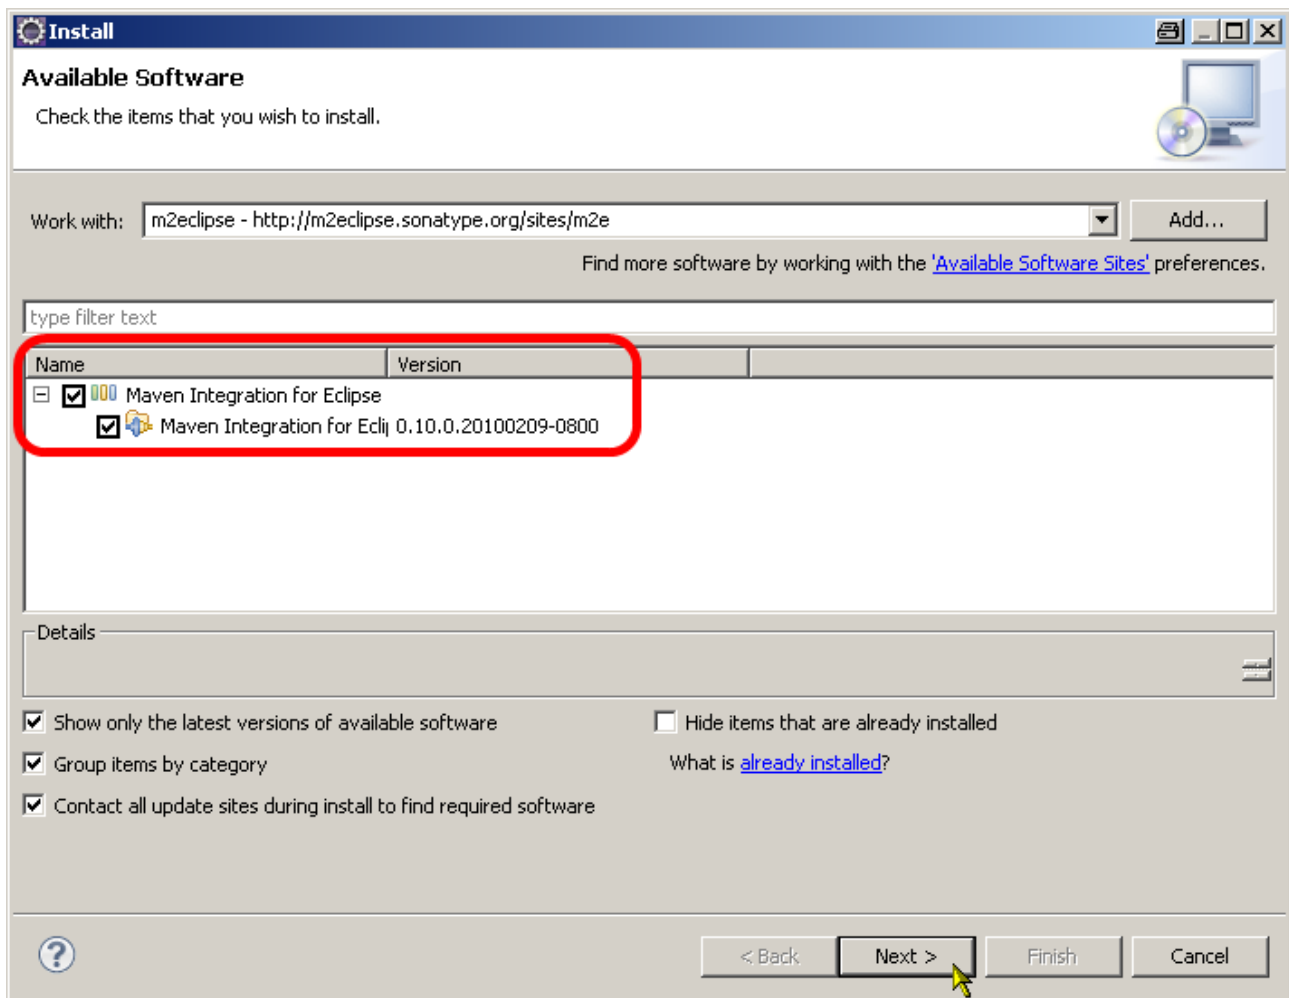 Install
Available Software
Check the items that you wish to install.
Work with: m2eclipse - http://m2eclipse.sonatype.org/sites/m2e Add...
Find more software by working with the 'Available Software Sites' preferences.
type filter text
Name Version
Maven Integration for Eclipse
Maven Integration for Eclip 0.10.0.20100209-0800
Details
Show only the latest versions of available software Hide items that are already installed
Group items by category What is already installed?
Contact all update sites during install to find required software
? < Back Next > Finish Cancel